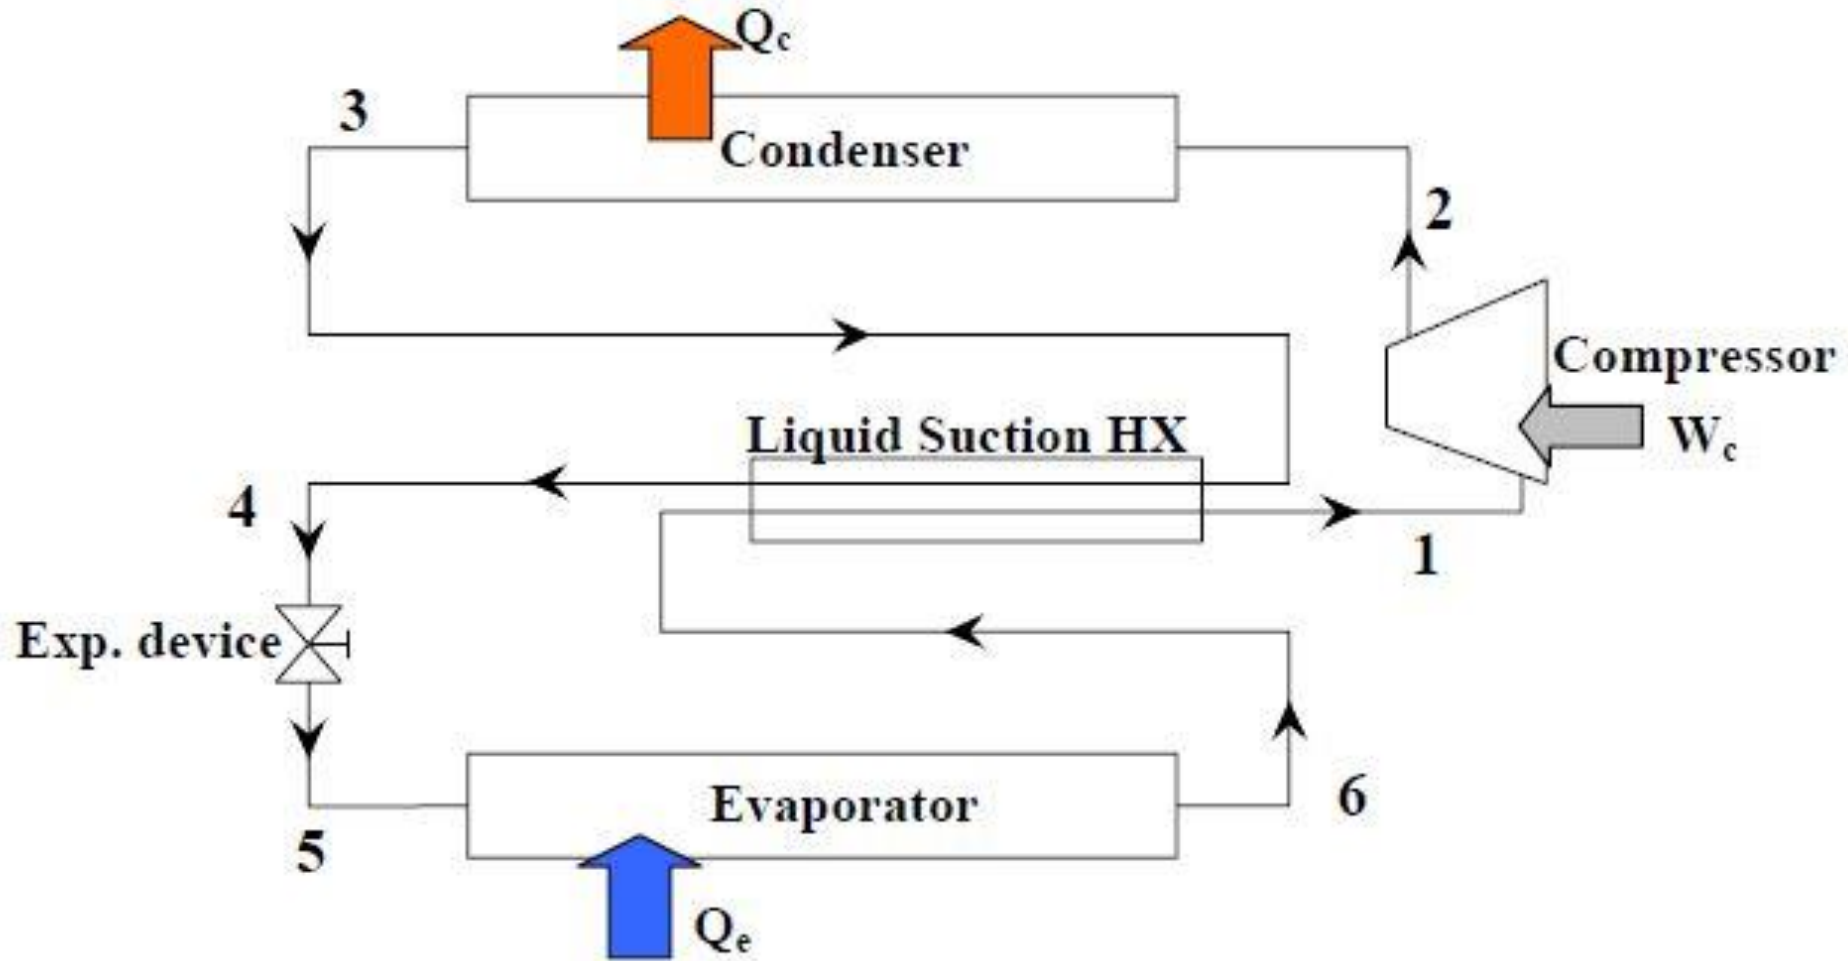 Qc
3
Condenser
2
Compressor
Liquid Suction HX
Wc
4
1
Exp. device
Evaporator
6
5
Qe